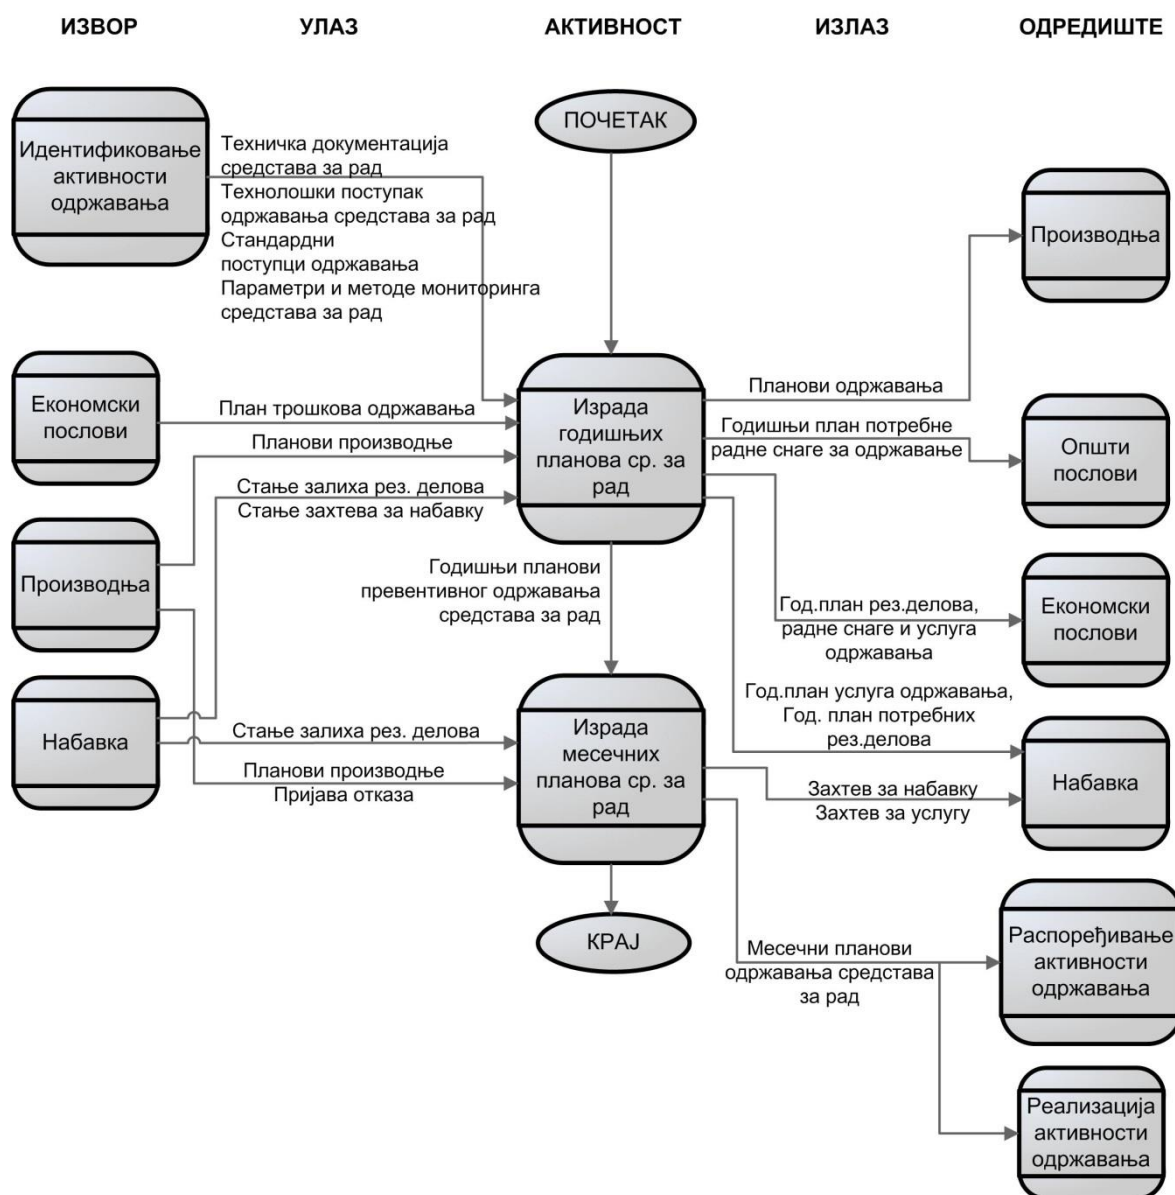 ИЗВОР
УЛАЗ
АКТИВНОСТ
ИЗЛАЗ
ОДРЕДИШТЕ
Идентификовање
активности
одржавања
Техничка документација
средстава за рад
Технолошки поступак
одржавања средстава за рад
Стандардни
поступци одржавања
Параметри и методе мониторинга
средстава за рад
ПОЧЕТАК
Производња
Економски
послови
План трошкова одржавања
Планови производње
Стање залиха рез. делова
Стање захтева за набавку
Израда
годишњих
планова ср. за
рад
Планови одржавања
Годишњи план потребне
радне снаге за одржавање
Општи
послови
Производња
Годишњи планови
превентивног одржавања
средстава за рад
Год.план рез.делова,
радне снаге и услуга
одржавања
Економски
послови
Набавка
Стање залиха рез. делова
Планови производње
Пријава отказа
Израда
месечних
планова ср. за
рад
Год.план услуга одржавања,
Год. план потребних
рез.делова
Захтев за набавку
Захтев за услугу
Набавка
КРАЈ
Месечни планови
одржавања средстава
за рад
Распоређивање
активности
одржавања
Реализација
активности
одржавања